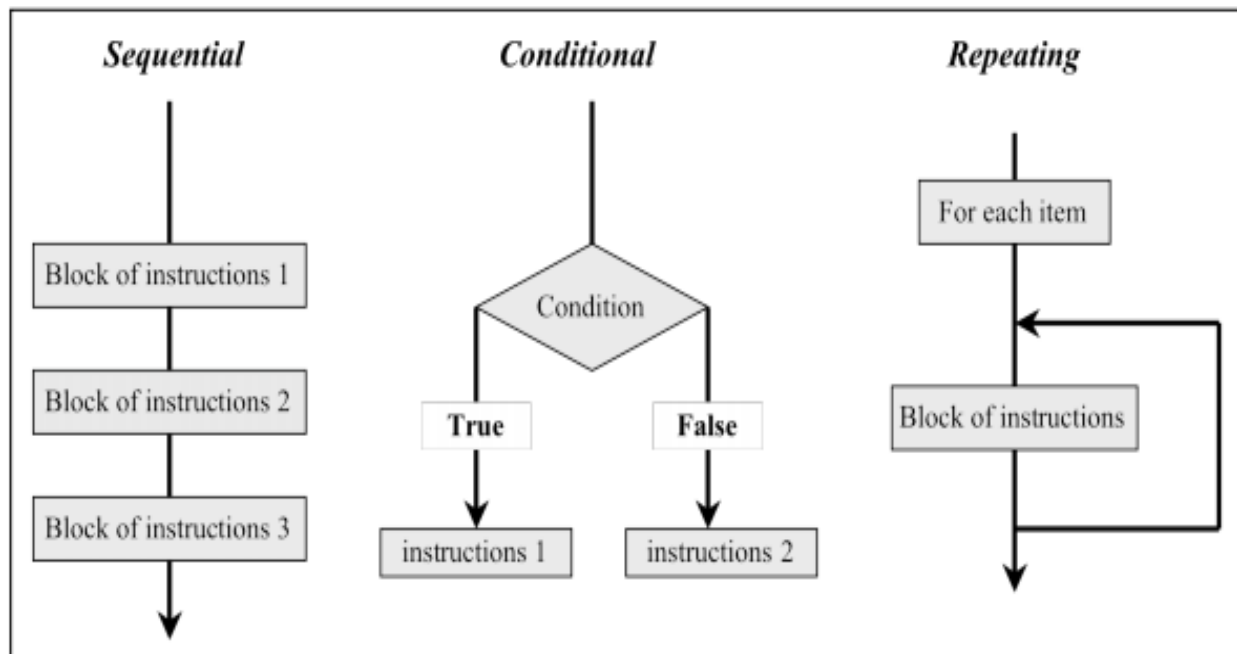 Sequential
Block of instructions 1
Block of instructions 2
Block of instructions 3
Conditional
Condition
True
False
instructions 1
instructions 2
Repeating
For each item
Block of instructions